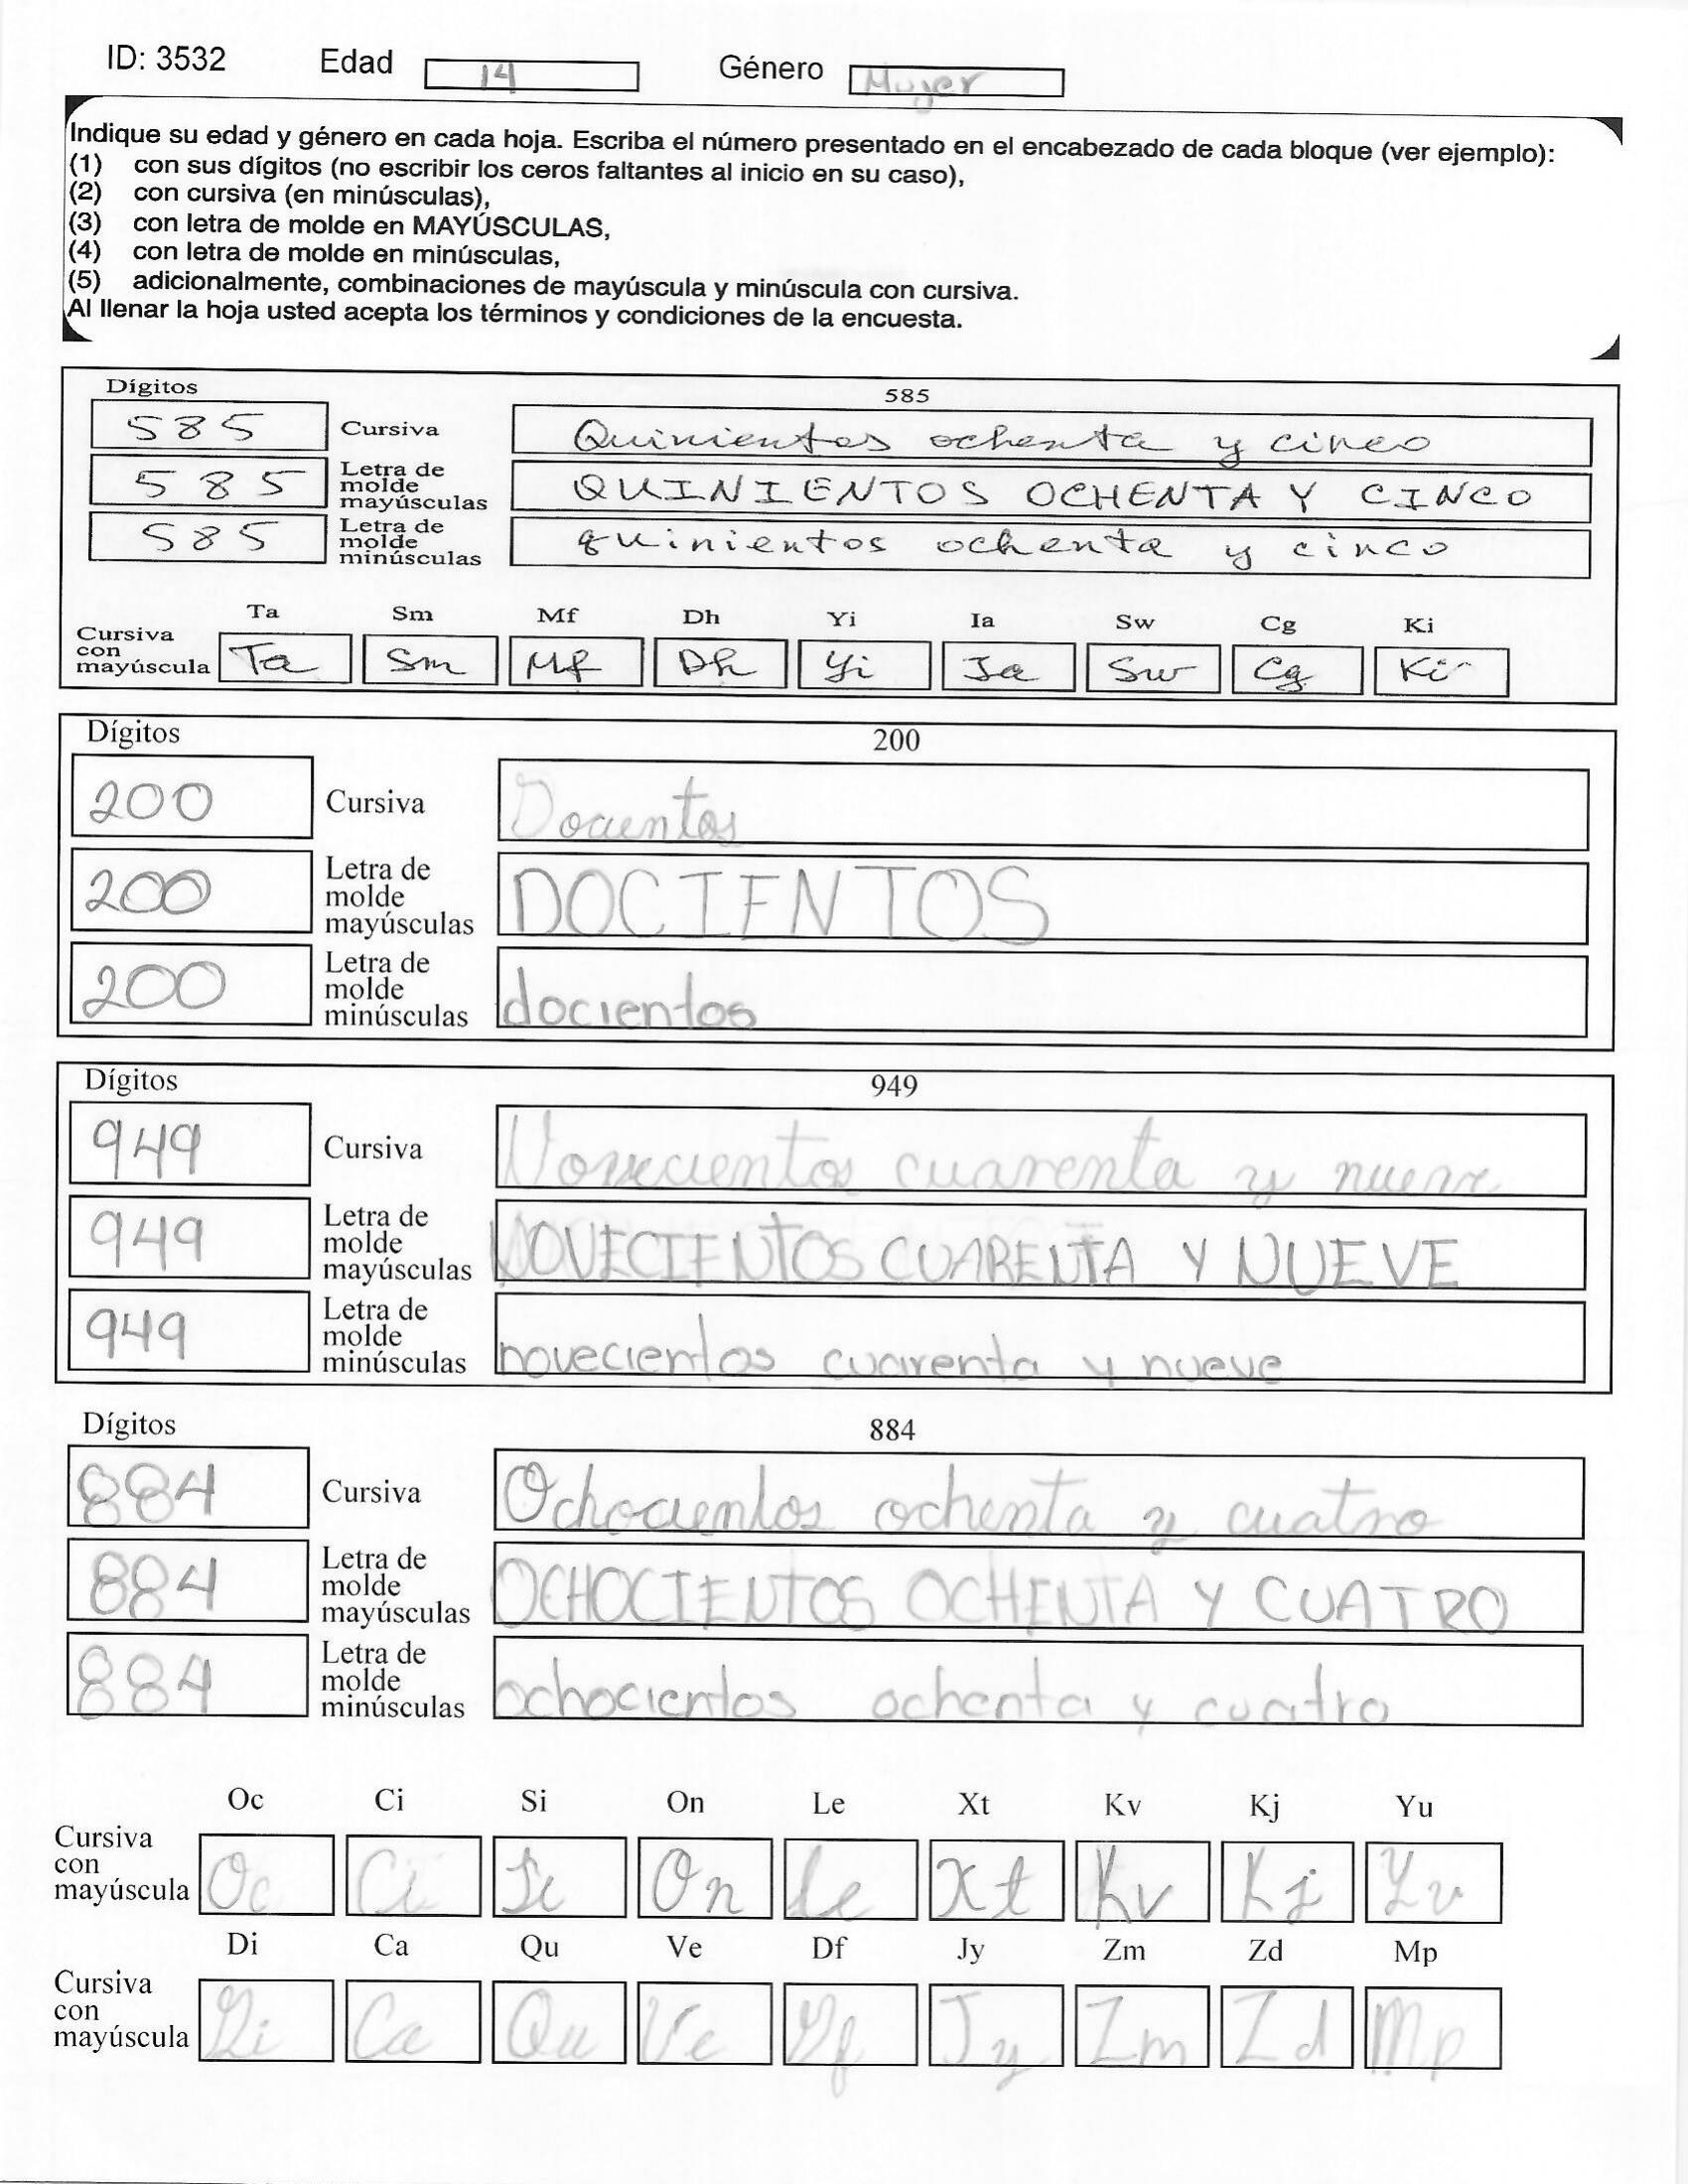 ID: 3532 Edad 14 Género Mujer
Indique su edad y género en cada hoja. Escriba el número presentado en el encabezado de cada bloque (ver ejemplo):
(1) con sus dígitos (no escribir los ceros faltantes al inicio en su caso),
(2) con cursiva (en minúsculas),
(3) con letra de molde en MAYÚSCULAS,
(4) con letra de molde en minúsculas,
(5) adicionalmente, combinaciones de mayúscula y minúscula con cursiva.
Al llenar la hoja usted acepta los términos y condiciones de la encuesta.
Dígitos 585
585 Cursiva Quinientos ochenta y cinco
585 Letra de molde mayúsculas QUINIENTOS OCHENTA Y CINCO
585 Letra de molde minúsculas quinientos ochenta y cinco
Ta Sm Mf Dh Yi Ia Sw Cg Ki
Cursiva con mayúscula Ta Sm Mf Dh Yi Ia Sw Cg Ki
Dígitos 200
200 Cursiva Docientos
200 Letra de molde mayúsculas DOCIENTOS
200 Letra de molde minúsculas docientos
Dígitos 949
949 Cursiva Novecientos cuarenta y nueve
949 Letra de molde mayúsculas NOVECIENTOS CUARENTA Y NUEVE
949 Letra de molde minúsculas novecientos cuarenta y nueve
Dígitos 884
884 Cursiva Ochocientos ochenta y cuatro
884 Letra de molde mayúsculas OCHOCIENTOS OCHENTA Y CUATRO
884 Letra de molde minúsculas ochocientos ochenta y cuatro
Oc Ci Si On Le Xt Kv Kj Yu
Cursiva con mayúscula Oc Ci Si On Le Xt Kv Kj Yu
Di Ca Qu Ve Df Jy Zm Zd Mp
Cursiva con mayúscula Di Ca Qu Ve Df Jy Zm Zd Mp